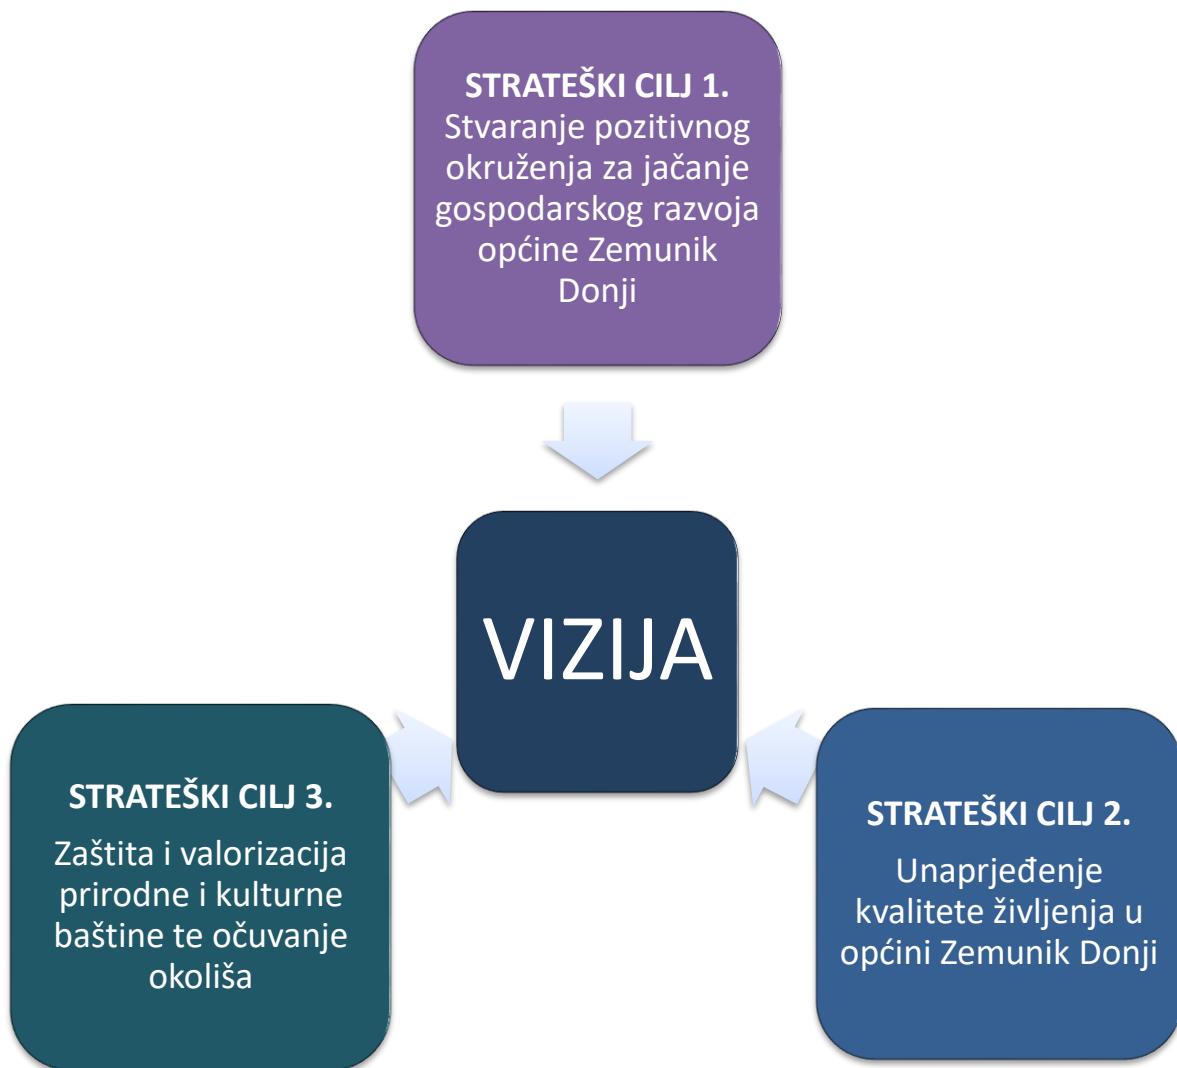 STRATEŠKI CILJ 1.
Stvaranje pozitivnog
okruženja za jačanje
gospodarskog razvoja
općine Zemunik
Donji
VIZIJA
STRATEŠKI CILJ 3.
Zaštita i valorizacija
prirodne i kulturne
baštine te očuvanje
okoliša
STRATEŠKI CILJ 2.
Unaprjeđenje
kvalitete življenja u
općini Zemunik Donji